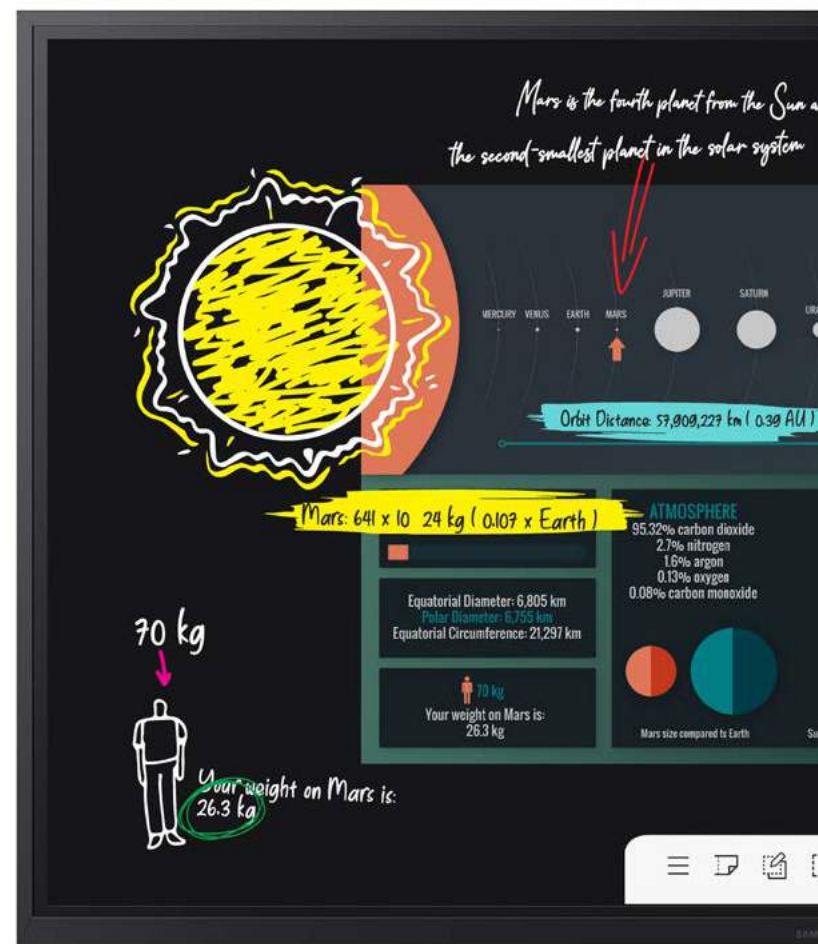 Mars is the fourth planet from the Sun a
the second-smallest planet in the solar system
MERCURY VENUS EARTH MARS JUPITER SATURN URA
Orbit Distance: 57,909,227 km ( 0.39 AU )
Mars: 641 x 10 24 kg ( 0.107 x Earth )
ATMOSPHERE
95.32% carbon dioxide
2.7% nitrogen
1.6% argon
0.13% oxygen
0.08% carbon monoxide
Equatorial Diameter: 6,805 km
Polar Diameter: 6,755 km
Equatorial Circumference: 21,297 km
70 kg
Your weight on Mars is:
26.3 kg
Mars size compared to Earth
Su
70 kg
Your weight on Mars is:
26.3 kg
SAM